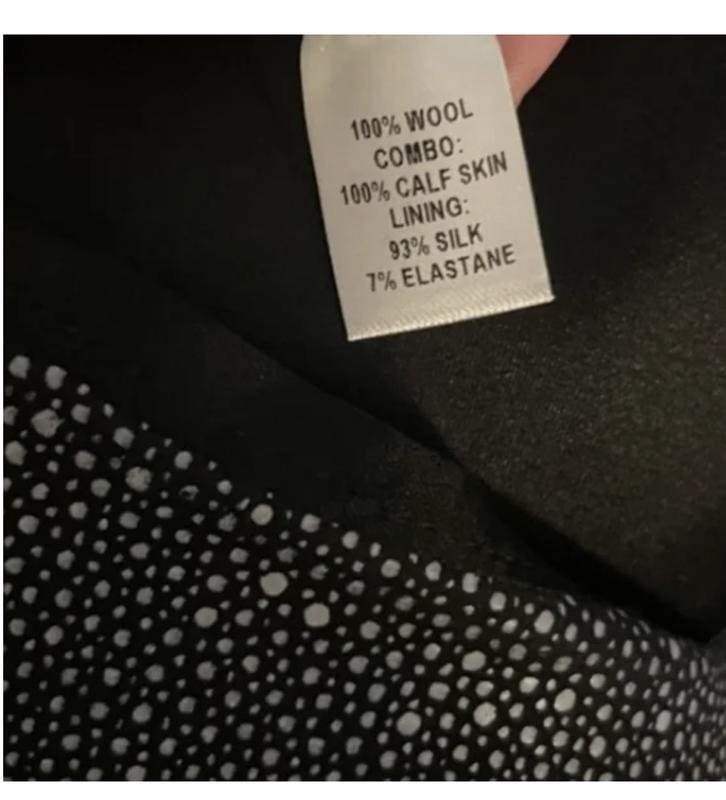 100% WOOL
COMBO:
100% CALF SKIN
LINING:
93% SILK
7% ELASTANE